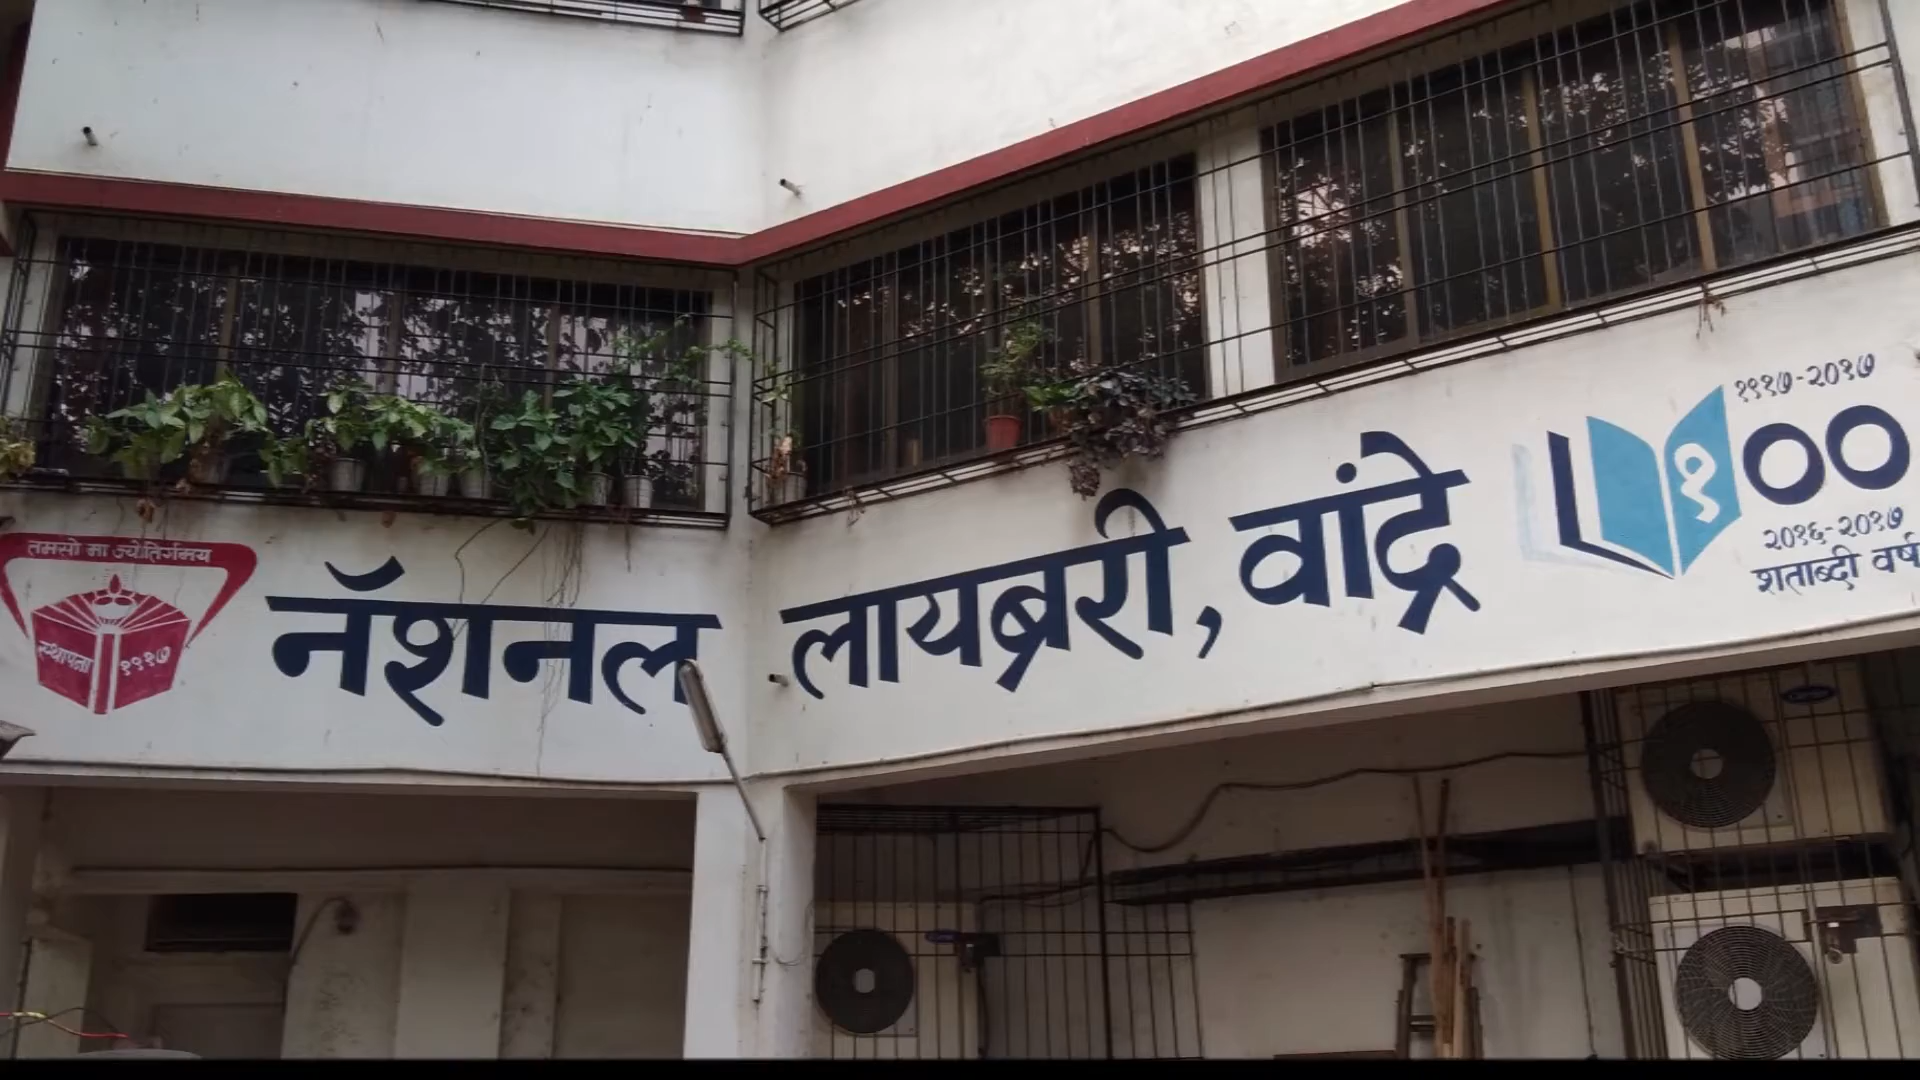 तमसो मा ज्योतिर्गमय
स्थापना १९१७
नॅशनल लायब्ररी, वांद्रे
१९१७-२०१७
१००
२०१६-२०१७
शताब्दी वर्ष